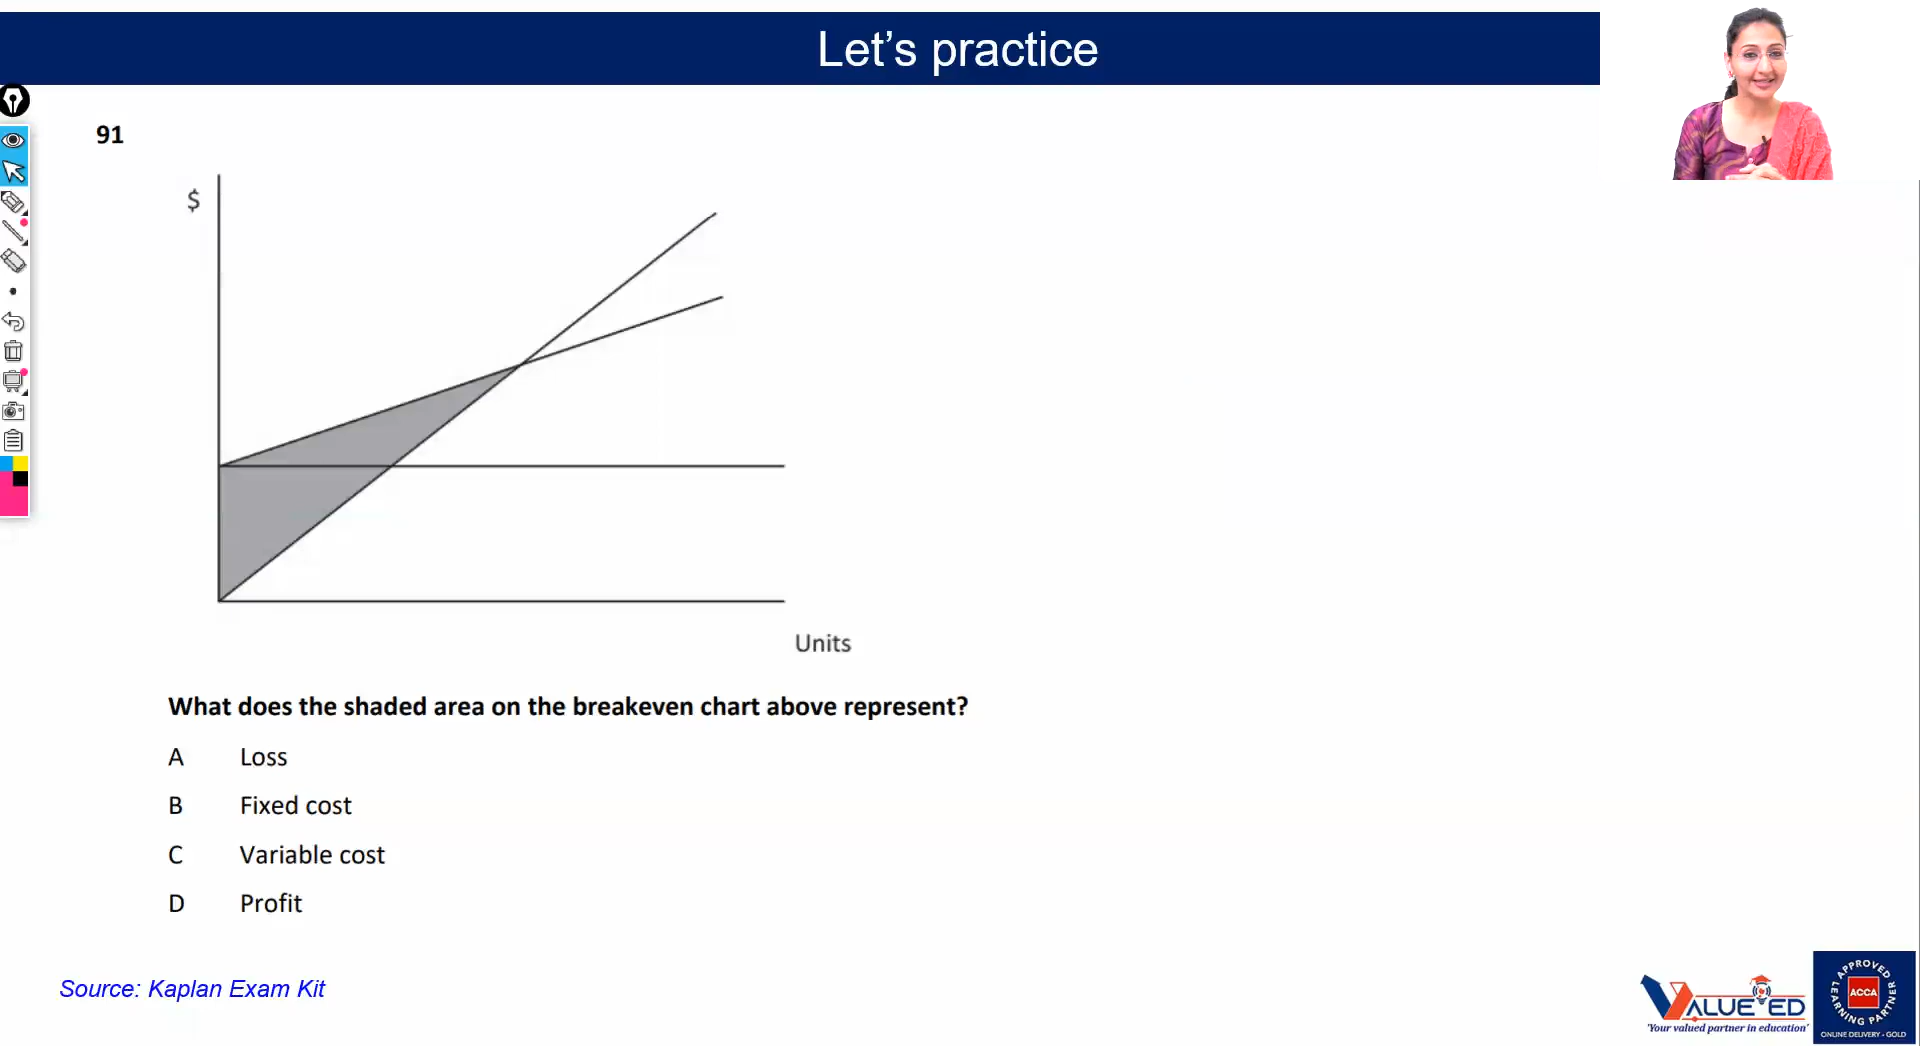 Let's practice
91
$
Units
What does the shaded area on the breakeven chart above represent?
A Loss
B Fixed cost
C Variable cost
D Profit
Source: Kaplan Exam Kit
VALUE ED
'Your valued partner in education'
APPROVED LEARNING PARTNER
ACCA
ONLINE DELIVERY - GOLD